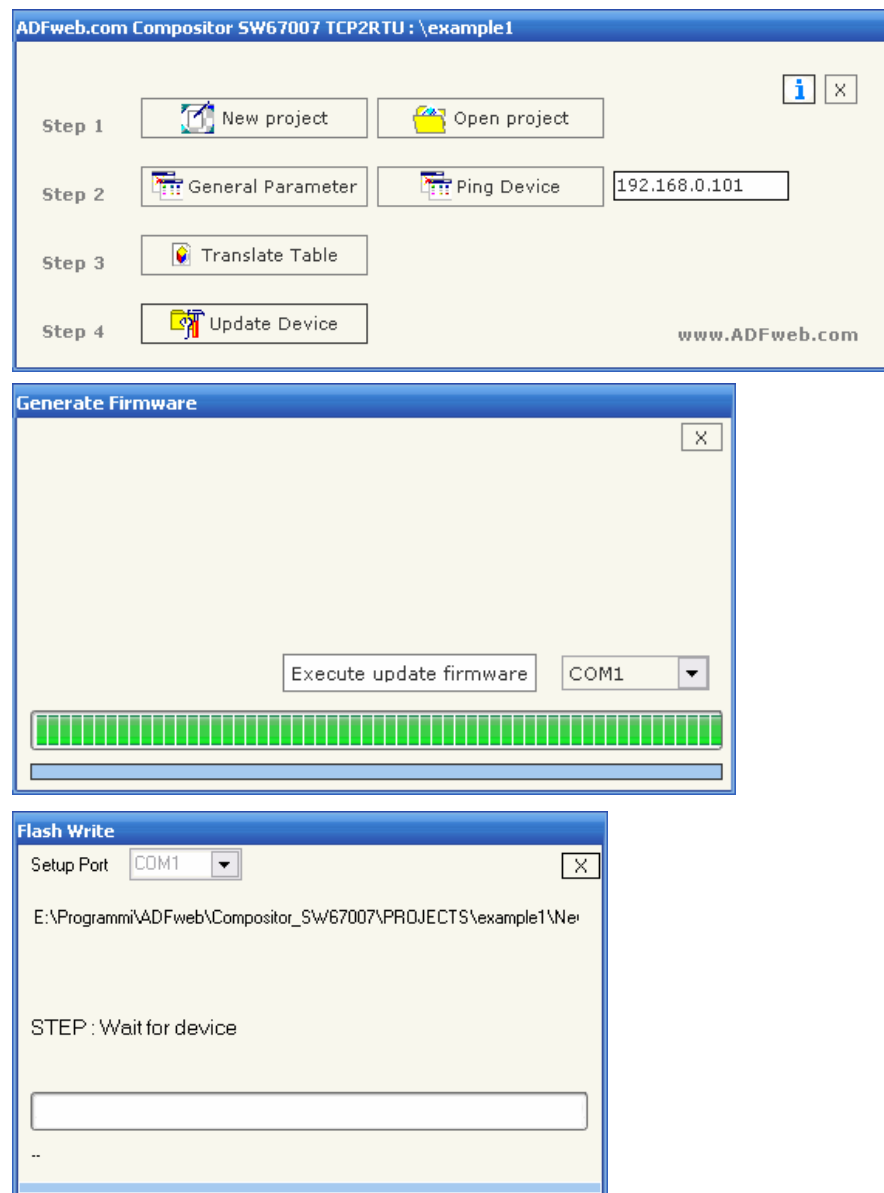 ADFweb.com Compositor SW67007 TCP2RTU : \example1
i X
Step 1 New project Open project
Step 2 General Parameter Ping Device 192.168.0.101
Step 3 Translate Table
Step 4 Update Device www.ADFweb.com
Generate Firmware
X
Execute update firmware COM1
Flash Write
Setup Port COM1 X
E:\Programmi\ADFweb\Compositor_SW67007\PROJECTS\example1\Ne
STEP : Wait for device
--